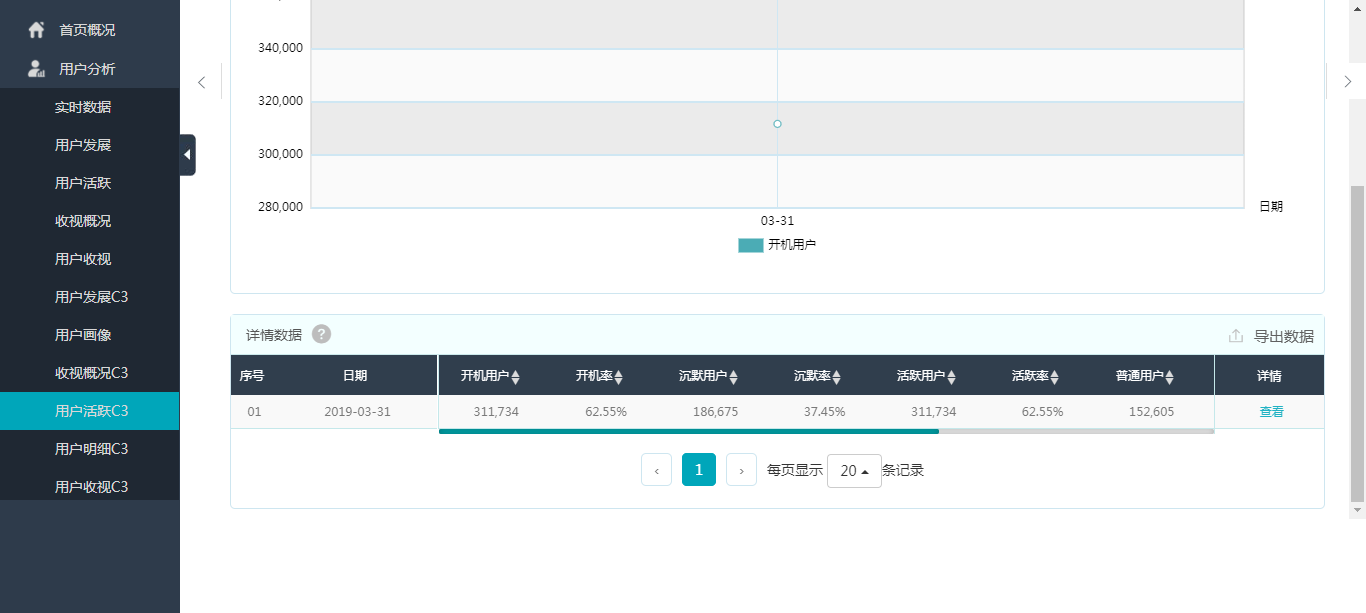 首页概况
用户分析
实时数据
用户发展
用户活跃
收视概况
用户收视
用户发展C3
用户画像
收视概况C3
用户活跃C3
用户明细C3
用户收视C3
340,000
320,000
300,000
280,000
03-31
日期
开机用户
详情数据 ?
导出数据
序号 日期 开机用户 开机率 沉默用户 沉默率 活跃用户 活跃率 普通用户 详情
01 2019-03-31 311,734 62.55% 186,675 37.45% 311,734 62.55% 152,605 查看
‹ 1 › 每页显示 20 条记录